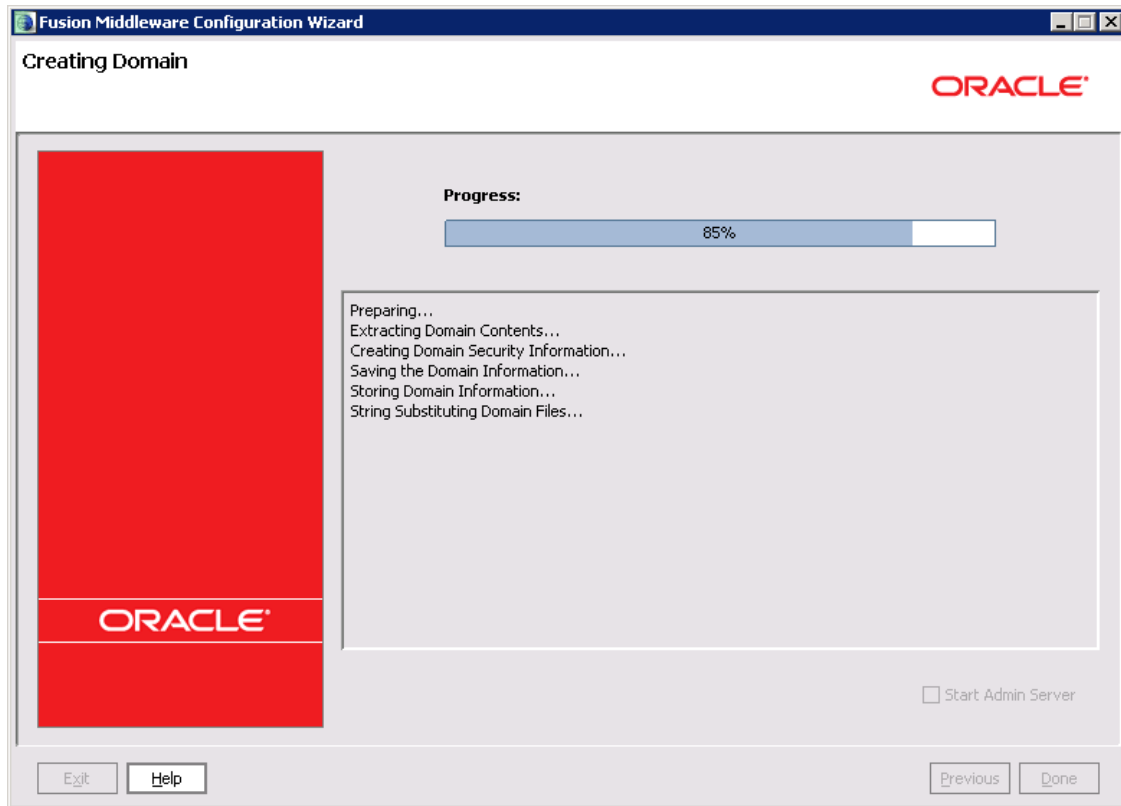 Fusion Middleware Configuration Wizard
Creating Domain
ORACLE
Progress:
85%
Preparing...
Extracting Domain Contents...
Creating Domain Security Information...
Saving the Domain Information...
Storing Domain Information...
String Substituting Domain Files...
ORACLE
Start Admin Server
Exit
Help
Previous
Done